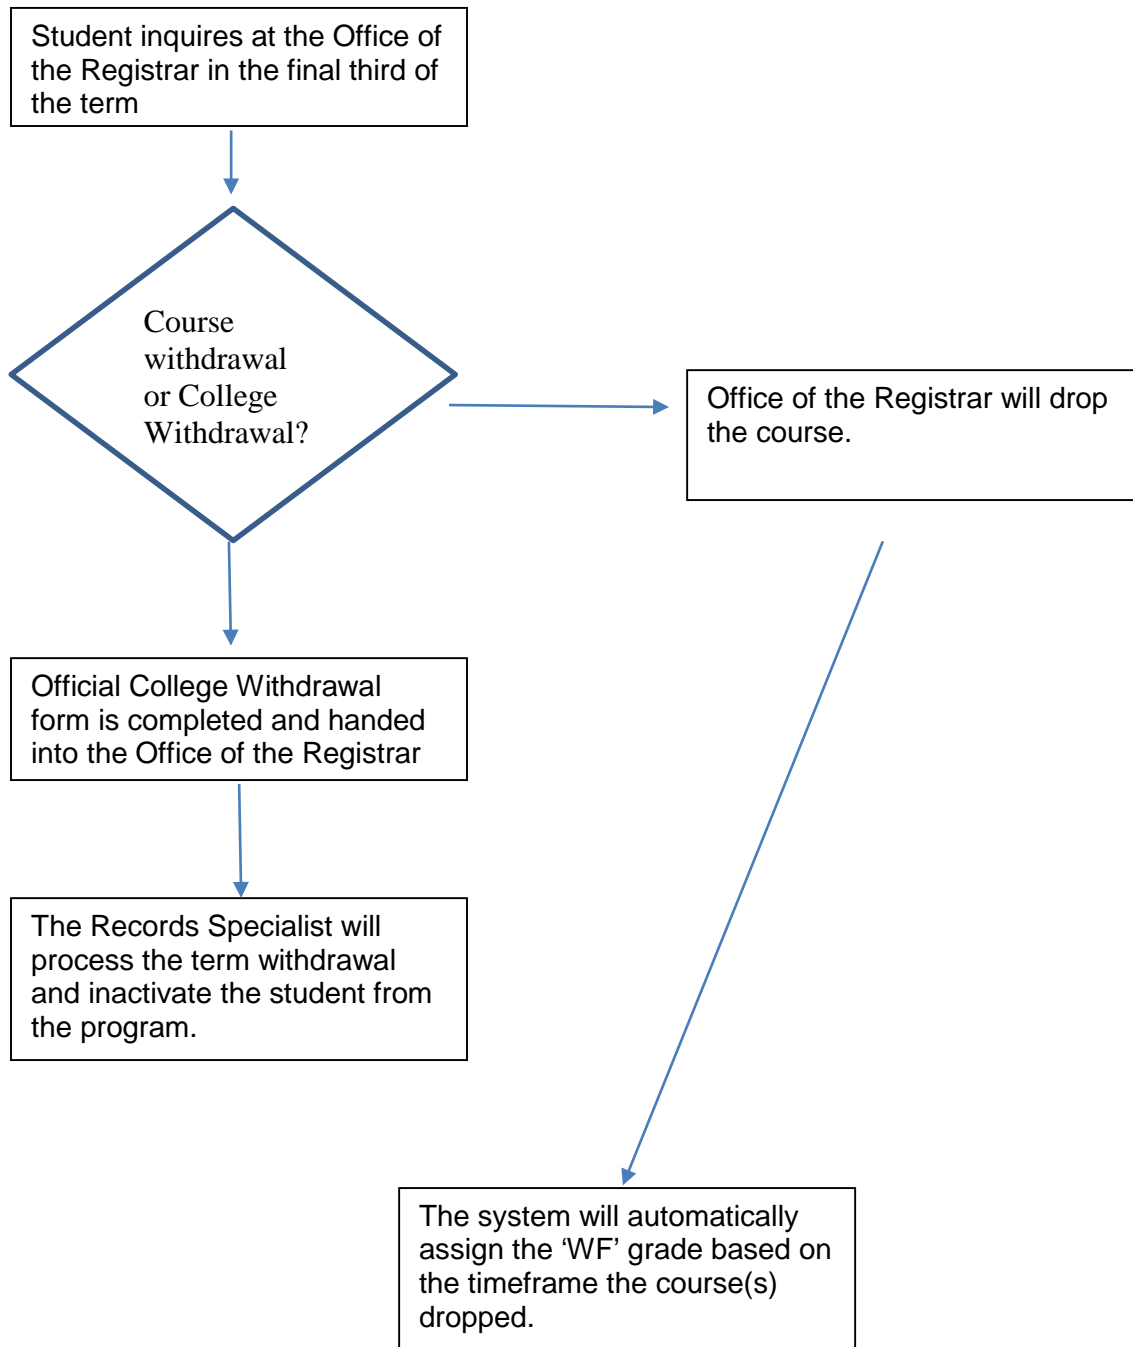 Student inquires at the Office of
the Registrar in the final third of
the term
Course
withdrawal
or College
Withdrawal?
Office of the Registrar will drop
the course.
Official College Withdrawal
form is completed and handed
into the Office of the Registrar
The Records Specialist will
process the term withdrawal
and inactivate the student from
the program.
The system will automatically
assign the ‘WF’ grade based on
the timeframe the course(s)
dropped.